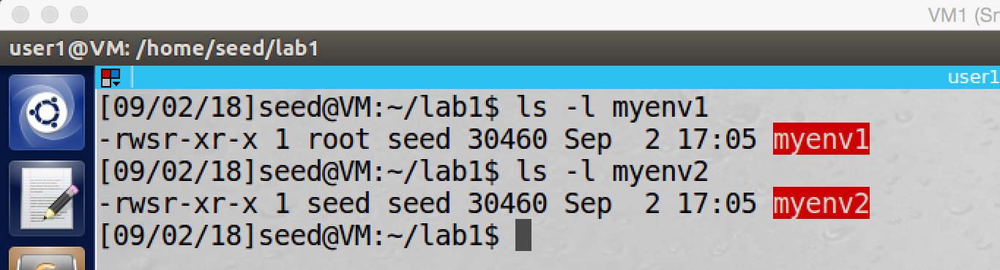 VM1 (Sn
user1@VM: /home/seed/lab1
user1
[09/02/18]seed@VM:~/lab1$ ls -l myenv1
-rwsr-xr-x 1 root seed 30460 Sep  2 17:05 myenv1
[09/02/18]seed@VM:~/lab1$ ls -l myenv2
-rwsr-xr-x 1 seed seed 30460 Sep  2 17:05 myenv2
[09/02/18]seed@VM:~/lab1$